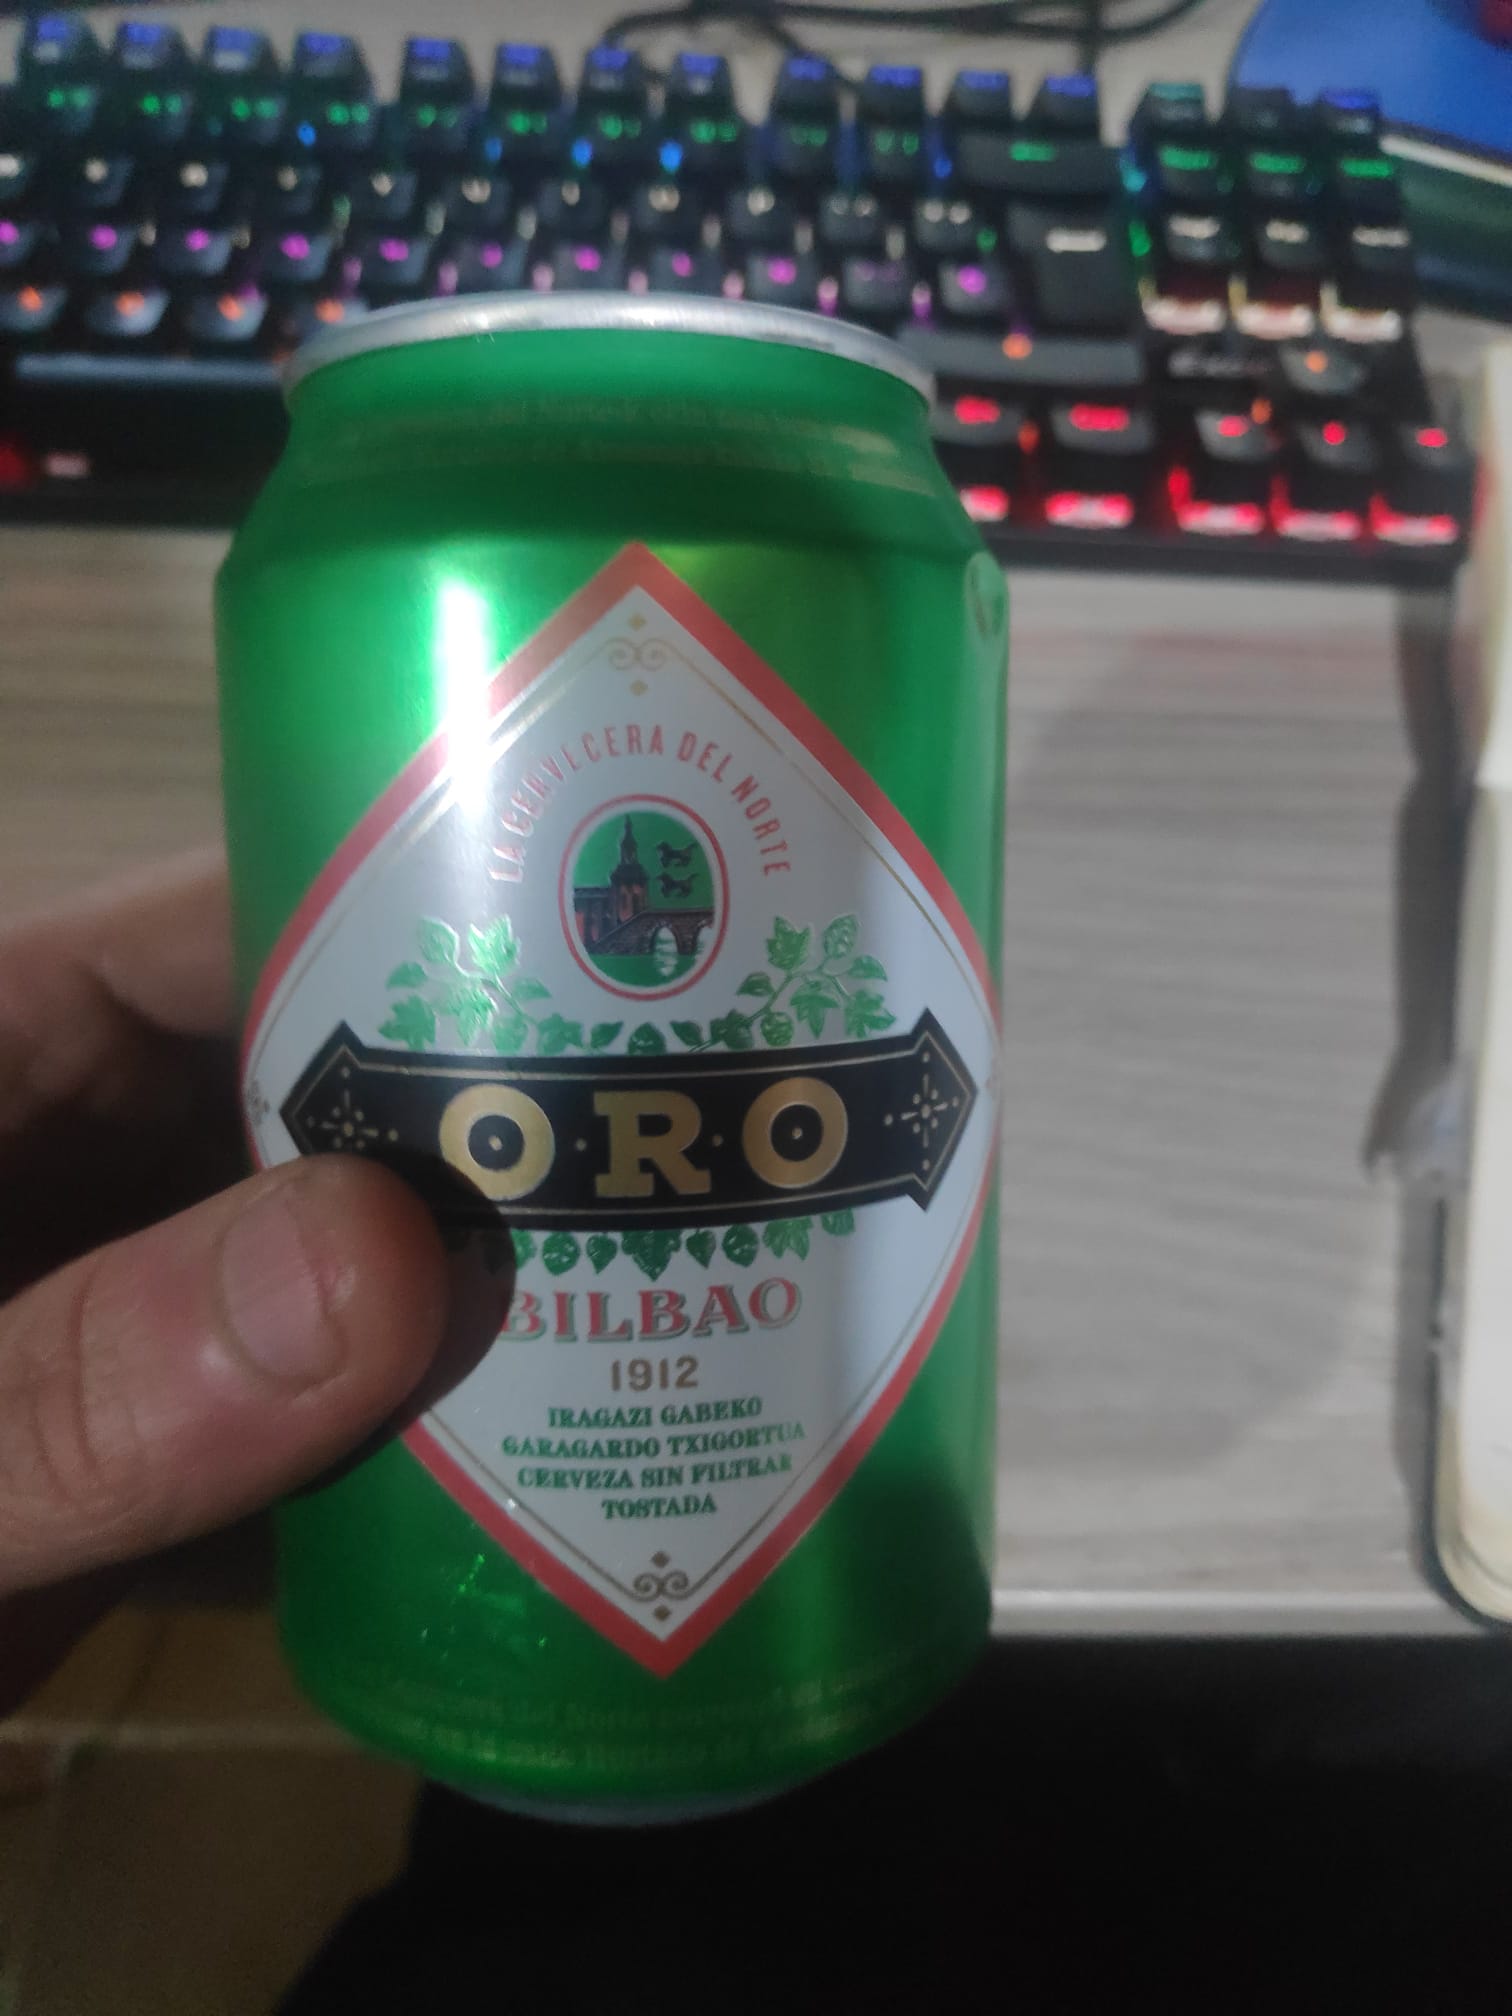 LA CERVECERA DEL NORTE
ORO
BILBAO
1912
IRAGAZI GABEKO
GARAGARDO TXIGORTUA
CERVEZA SIN FILTRAR
TOSTADA